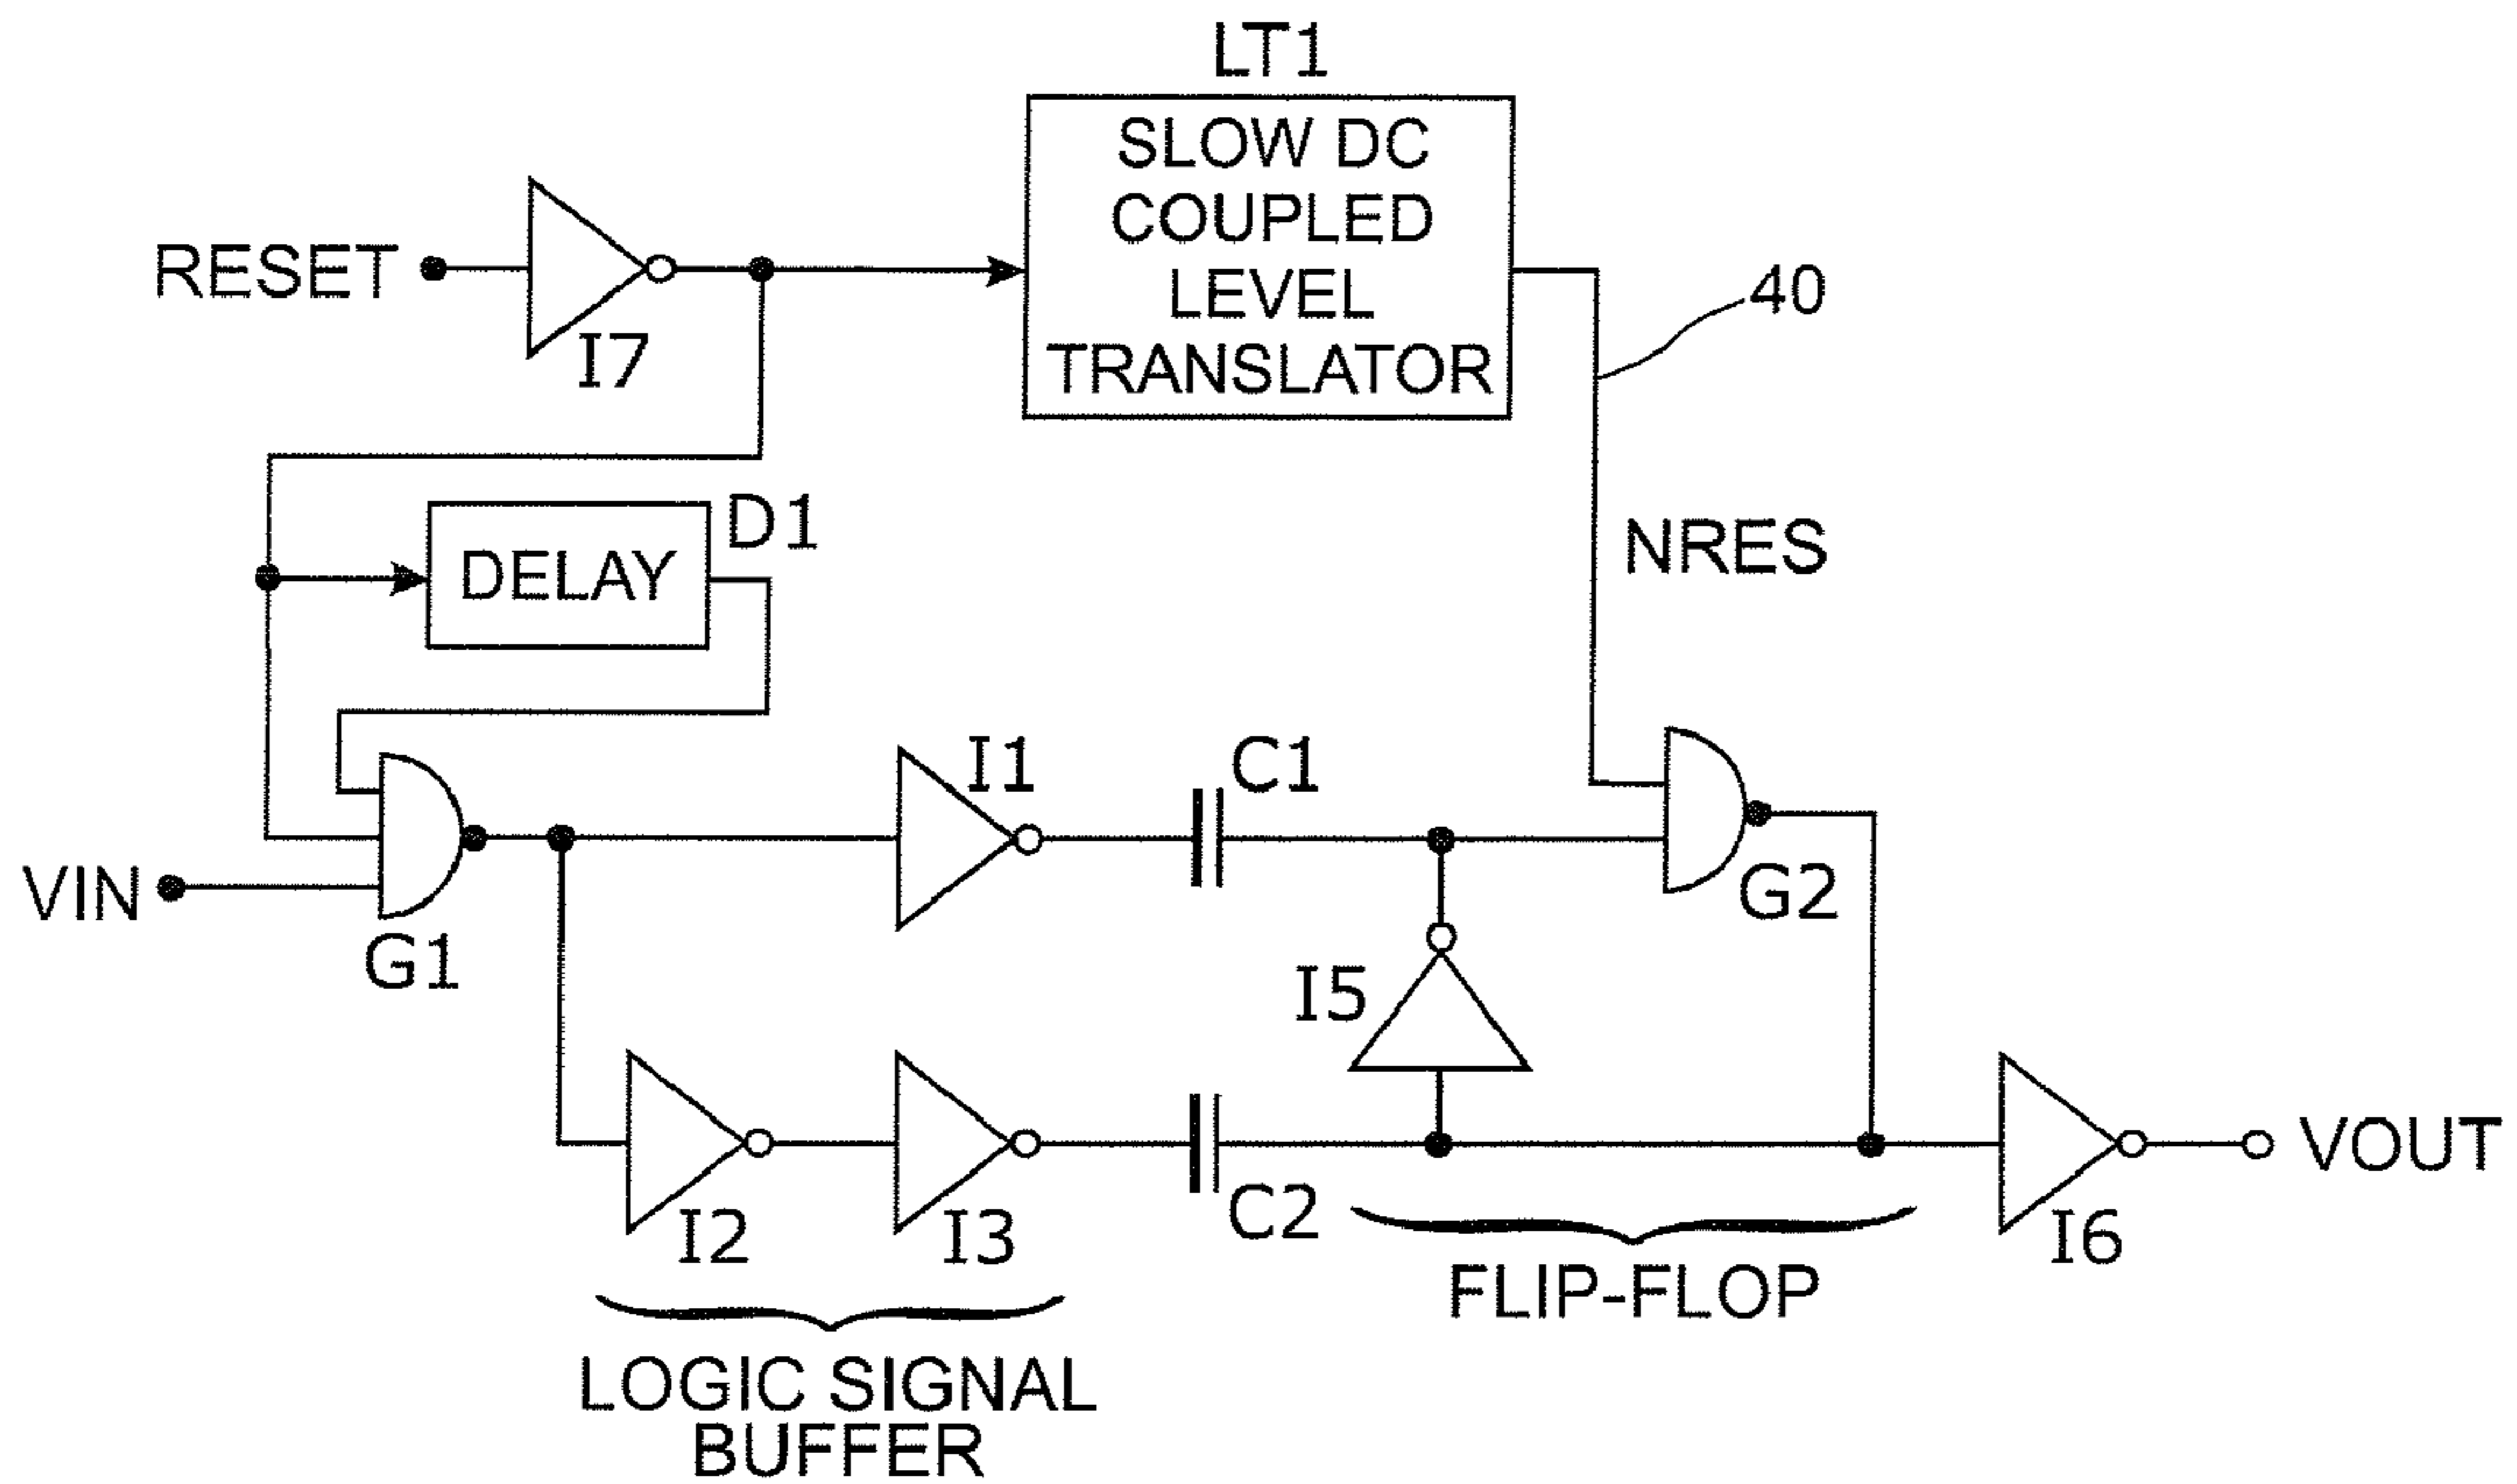 LT1
SLOW DC
COUPLED
LEVEL
TRANSLATOR
RESET
I7
40
D1
DELAY
NRES
I1
C1
VIN
G1
G2
I5
I2
I3
C2
VOUT
I6
FLIP-FLOP
LOGIC SIGNAL
BUFFER